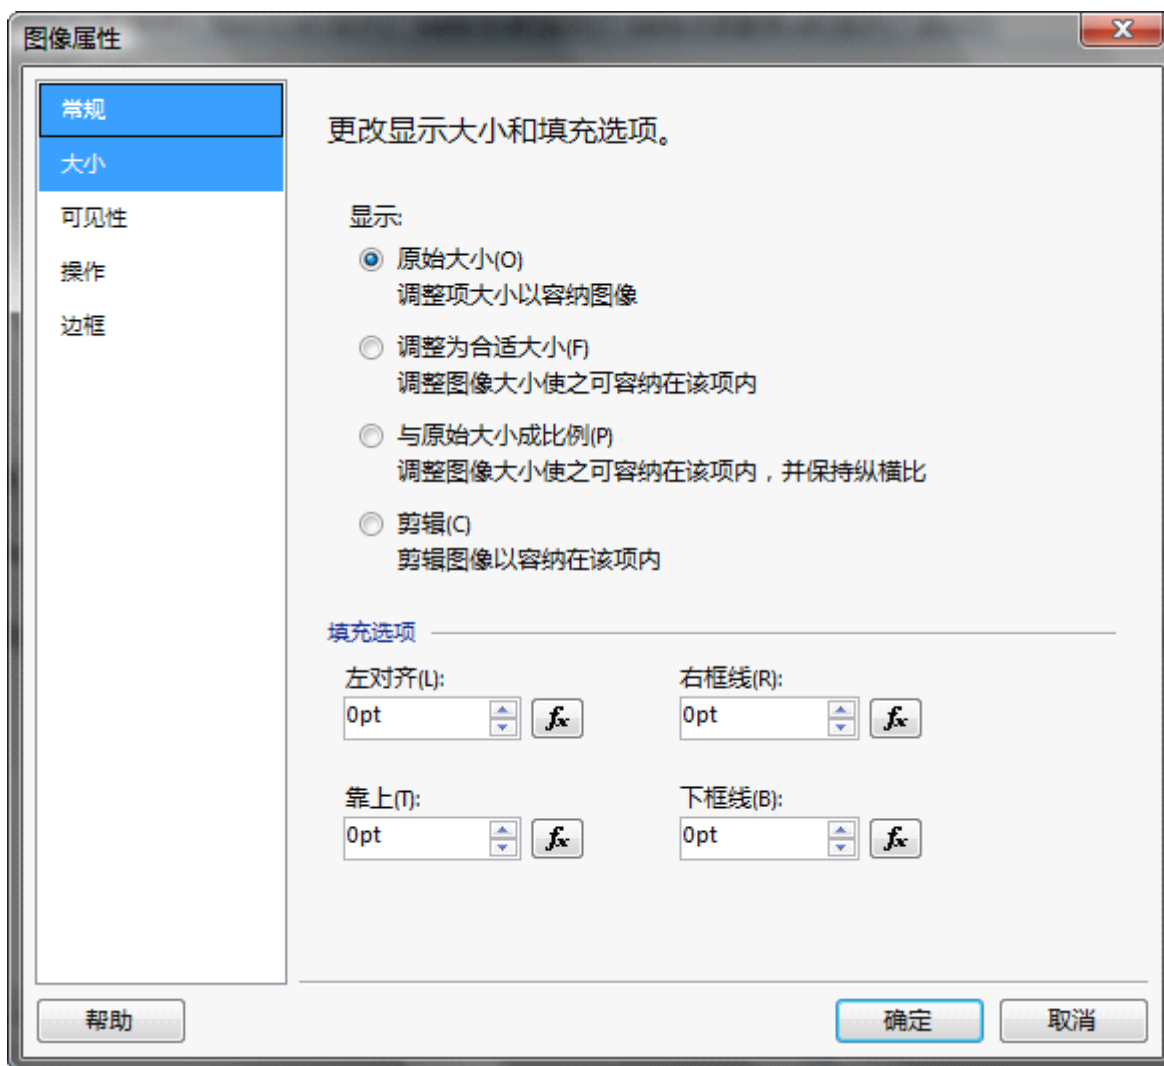 图像属性
常规
大小
可见性
操作
边框
更改显示大小和填充选项。
显示:
原始大小(O)
调整项大小以容纳图像
调整为合适大小(F)
调整图像大小使之可容纳在该项内
与原始大小成比例(P)
调整图像大小使之可容纳在该项内，并保持纵横比
剪辑(C)
剪辑图像以容纳在该项内
填充选项
左对齐(L): 右框线(R):
0pt fx 0pt fx
靠上(T): 下框线(B):
0pt fx 0pt fx
帮助 确定 取消